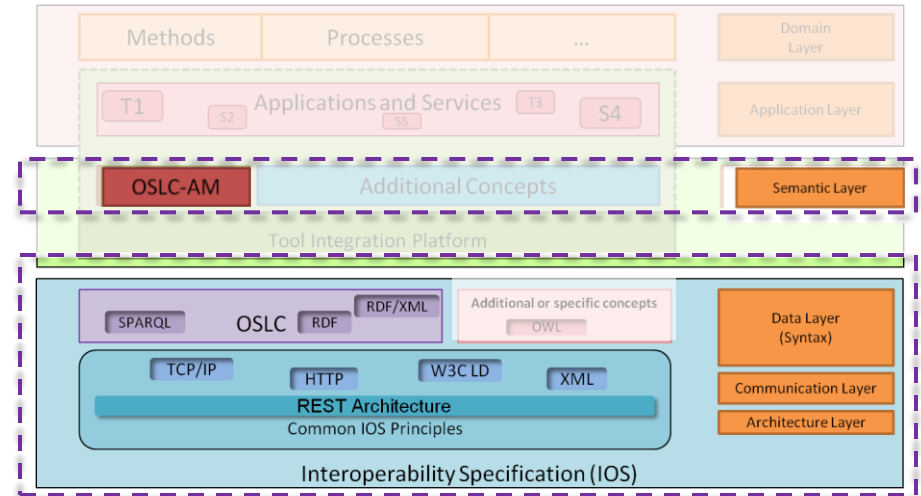 Methods
Processes
...
Domain
Layer
T1
S2
Applications and Services
S5
T3
S4
Application Layer
OSLC-AM
Additional Concepts
Semantic Layer
Tool Integration Platform
SPARQL
OSLC
RDF
RDF/XML
Additional or specific concepts
OWL
Data Layer
(Syntax)
TCP/IP
HTTP
W3C LD
XML
Communication Layer
REST Architecture
Common IOS Principles
Architecture Layer
Interoperability Specification (IOS)